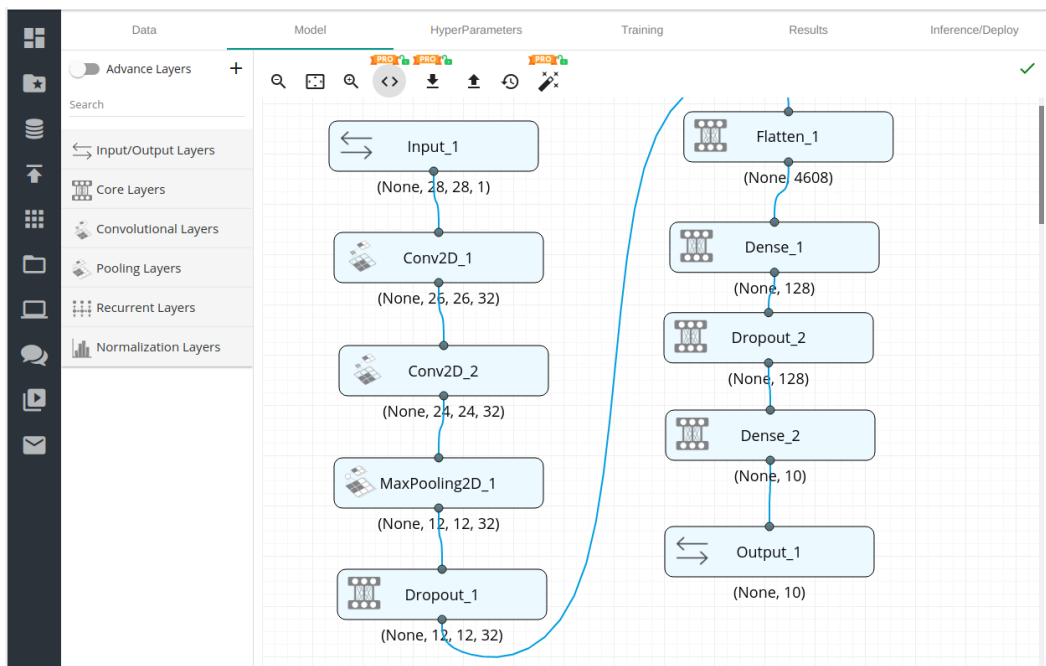 Data
Model
HyperParameters
Training
Results
Inference/Deploy
Advance Layers
+
Search
Input/Output Layers
Core Layers
Convolutional Layers
Pooling Layers
Recurrent Layers
Normalization Layers
PRO
PRO
PRO
Input_1
(None, 28, 28, 1)
Conv2D_1
(None, 26, 26, 32)
Conv2D_2
(None, 24, 24, 32)
MaxPooling2D_1
(None, 12, 12, 32)
Dropout_1
(None, 12, 12, 32)
Flatten_1
(None, 4608)
Dense_1
(None, 128)
Dropout_2
(None, 128)
Dense_2
(None, 10)
Output_1
(None, 10)